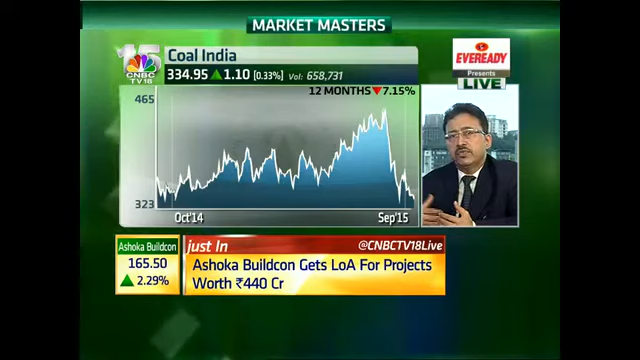 MARKET MASTERS
15
CNBC
TV18
Coal India
334.95 ▲ 1.10 [0.33%] Vol: 658,731
EVEREADY
Presents
LIVE
12 MONTHS ▼7.15%
465
323
Oct'14
Sep'15
Ashoka Buildcon
165.50
▲ 2.29%
just In
@CNBCTV18Live
Ashoka Buildcon Gets LoA For Projects
Worth ₹440 Cr